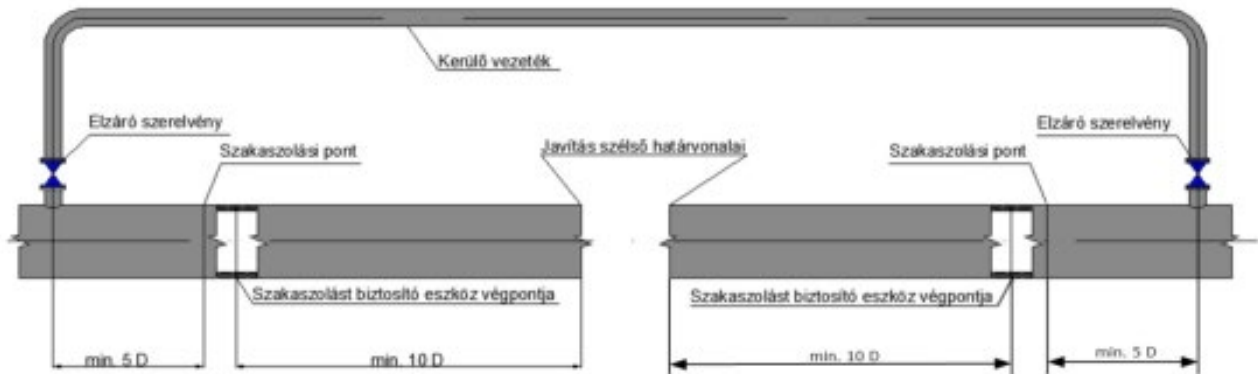 Kerülő vezeték
Elzáró szerelvény
Elzáró szerelvény
Szakaszolási pont
Javítás szélső határvonalai
Szakaszolási pont
Szakaszolást biztosító eszköz végpontja
Szakaszolást biztosító eszköz végpontja
min. 5 D
min. 10 D
min. 10 D
min. 5 D